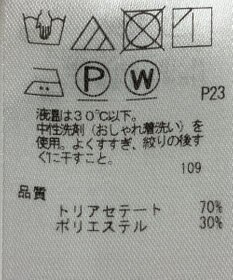 P W
P23
液温は30℃以下。
中性洗剤(おしゃれ着洗い)を
使用。よくすすぎ、絞りの後す
ぐに干すこと。
109
品質
トリアセテート 70%
ポリエステル 30%